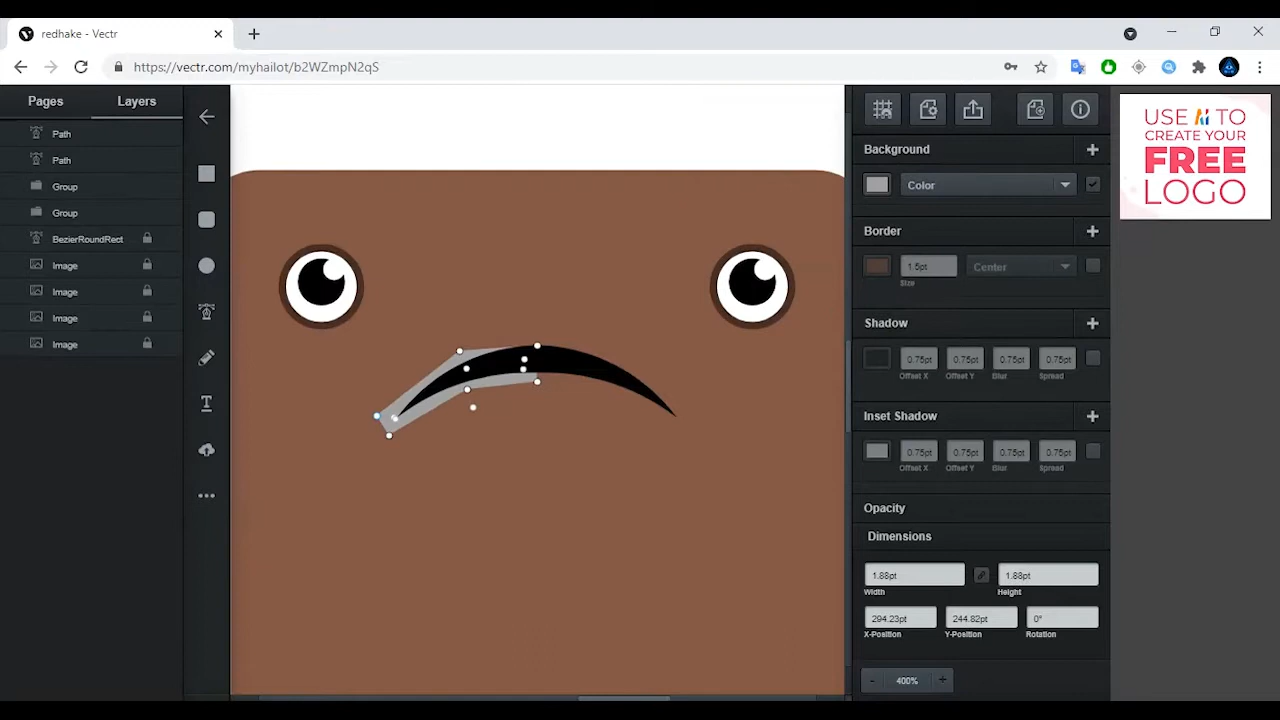 redhake - Vectr
https://vectr.com/myhailot/b2WZmpN2qS
Pages
Layers
Path
Path
Group
Group
BezierRoundRect
Image
Image
Image
Image
T
Background
Color
Border
1.5pt
Center
Size
Shadow
0.75pt 0.75pt 0.75pt 0.75pt
Offset X Offset Y Blur Spread
Inset Shadow
0.75pt 0.75pt 0.75pt 0.75pt
Offset X Offset Y Blur Spread
Opacity
Dimensions
1.88pt 1.88pt
Width Height
294.23pt 244.82pt 0°
X-Position Y-Position Rotation
- 400% +
USE Ai TO
CREATE YOUR
FREE
LOGO